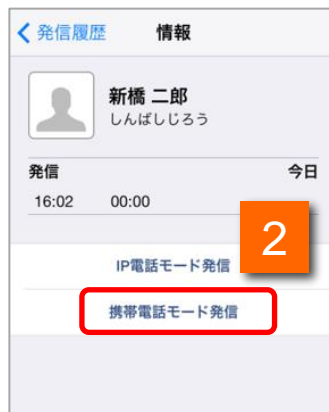 発信履歴 情報
新橋 二郎
しんばしじろう
発信 今日
16:02 00:00
2
IP電話モード発信
携帯電話モード発信